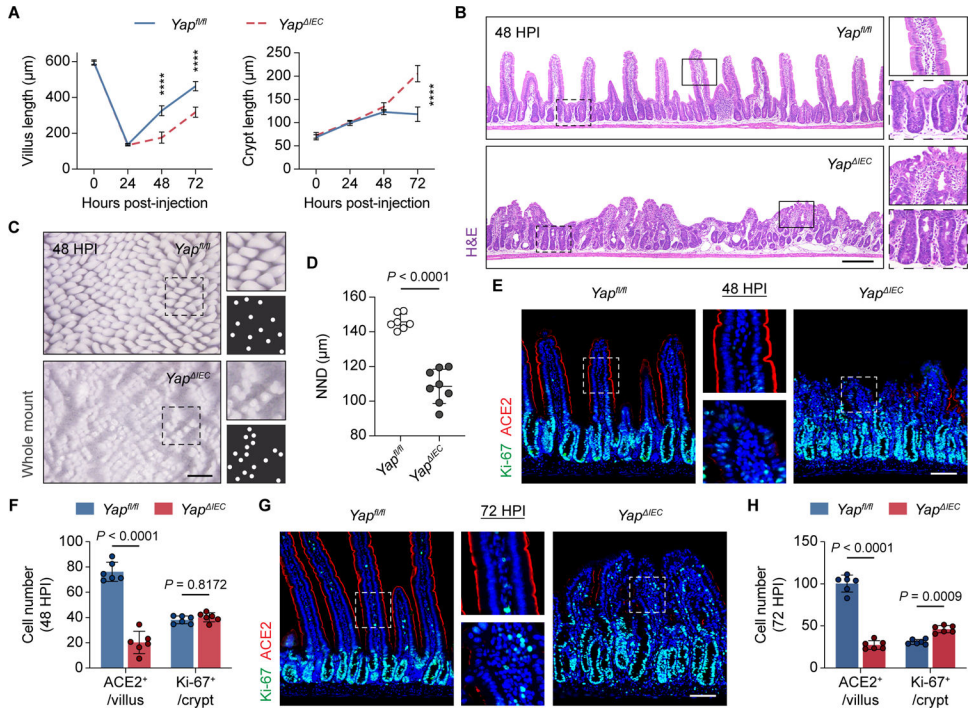 A
Yap^fl/fl
Yap^ΔIEC
Villus length (µm)
600
400
200
0
****
****
0 24 48 72
Hours post-injection
Crypt length (µm)
250
200
150
100
50
0
****
0 24 48 72
Hours post-injection
B
48 HPI
Yap^fl/fl
Yap^ΔIEC
H&E
C
48 HPI
Yap^fl/fl
Yap^ΔIEC
Whole mount
D
P < 0.0001
NND (µm)
160
140
120
100
80
Yap^fl/fl
Yap^ΔIEC
E
Yap^fl/fl
48 HPI
Yap^ΔIEC
Ki-67 ACE2
F
Yap^fl/fl
Yap^ΔIEC
P < 0.0001
P = 0.8172
Cell number
(48 HPI)
100
80
60
40
20
0
ACE2⁺
/villus
Ki-67⁺
/crypt
G
Yap^fl/fl
72 HPI
Yap^ΔIEC
Ki-67 ACE2
H
Yap^fl/fl
Yap^ΔIEC
P < 0.0001
P = 0.0009
Cell number
(72 HPI)
150
100
50
0
ACE2⁺
/villus
Ki-67⁺
/crypt